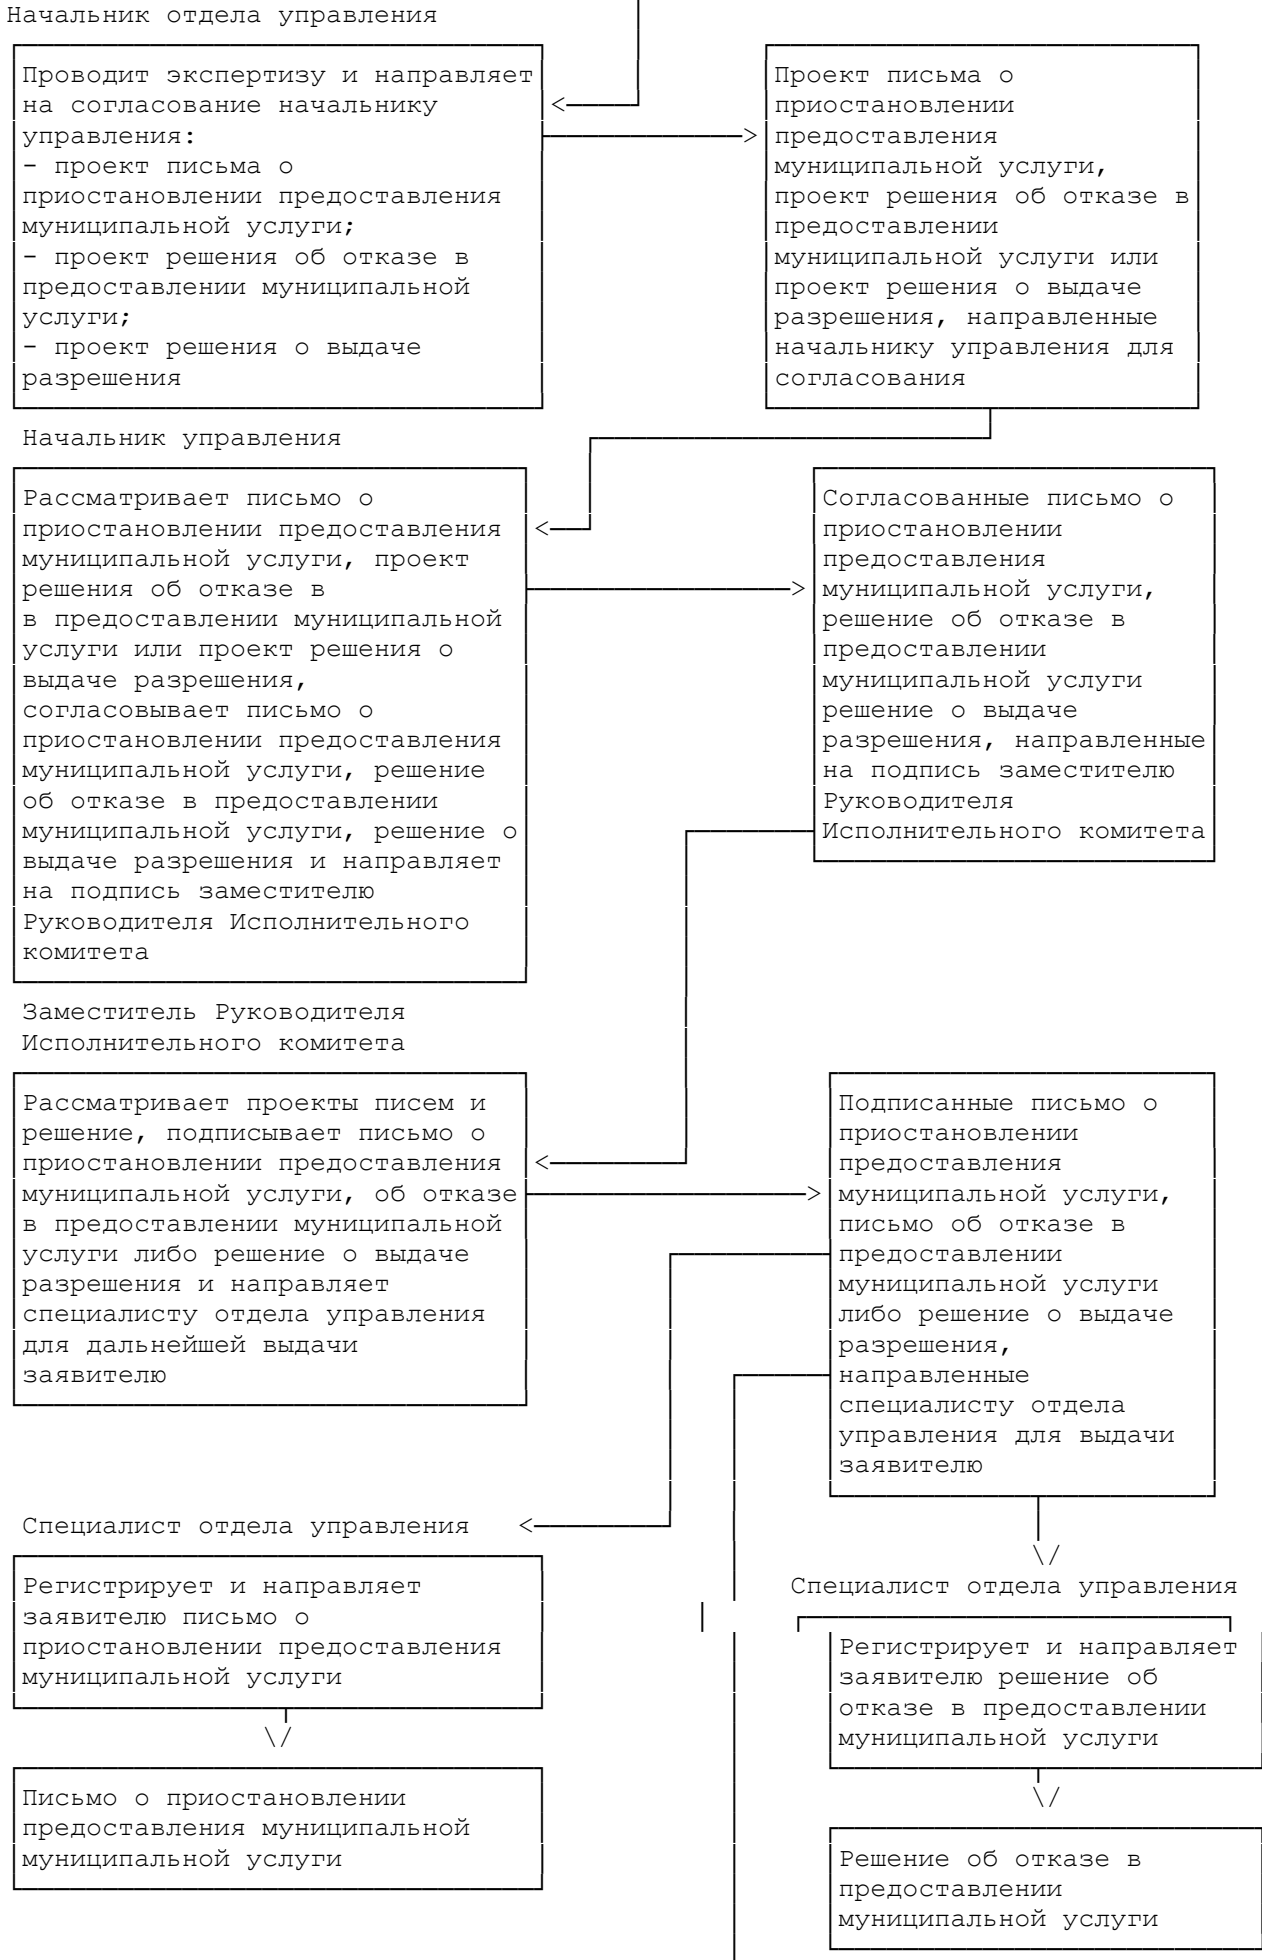 Начальник отдела управления
Проводит экспертизу и направляет
на согласование начальнику
управления:
- проект письма о
приостановлении предоставления
муниципальной услуги;
- проект решения об отказе в
предоставлении муниципальной
услуги;
- проект решения о выдаче
разрешения
Проект письма о
приостановлении
предоставления
муниципальной услуги,
проект решения об отказе в
предоставлении
муниципальной услуги или
проект решения о выдаче
разрешения, направленные
начальнику управления для
согласования
Начальник управления
Рассматривает письмо о
приостановлении предоставления
муниципальной услуги, проект
решения об отказе в
в предоставлении муниципальной
услуги или проект решения о
выдаче разрешения,
согласовывает письмо о
приостановлении предоставления
муниципальной услуги, решение
об отказе в предоставлении
муниципальной услуги, решение о
выдаче разрешения и направляет
на подпись заместителю
Руководителя Исполнительного
комитета
Согласованные письмо о
приостановлении
предоставления
муниципальной услуги,
решение об отказе в
предоставлении
муниципальной услуги
решение о выдаче
разрешения, направленные
на подпись заместителю
Руководителя
Исполнительного комитета
Заместитель Руководителя
Исполнительного комитета
Рассматривает проекты писем и
решение, подписывает письмо о
приостановлении предоставления
муниципальной услуги, об отказе
в предоставлении муниципальной
услуги либо решение о выдаче
разрешения и направляет
специалисту отдела управления
для дальнейшей выдачи
заявителю
Подписанные письмо о
приостановлении
предоставления
муниципальной услуги,
письмо об отказе в
предоставлении
муниципальной услуги
либо решение о выдаче
разрешения,
направленные
специалисту отдела
управления для выдачи
заявителю
Специалист отдела управления
Регистрирует и направляет
заявителю письмо о
приостановлении предоставления
муниципальной услуги
Письмо о приостановлении
предоставления муниципальной
муниципальной услуги
Специалист отдела управления
Регистрирует и направляет
заявителю решение об
отказе в предоставлении
муниципальной услуги
Решение об отказе в
предоставлении
муниципальной услуги